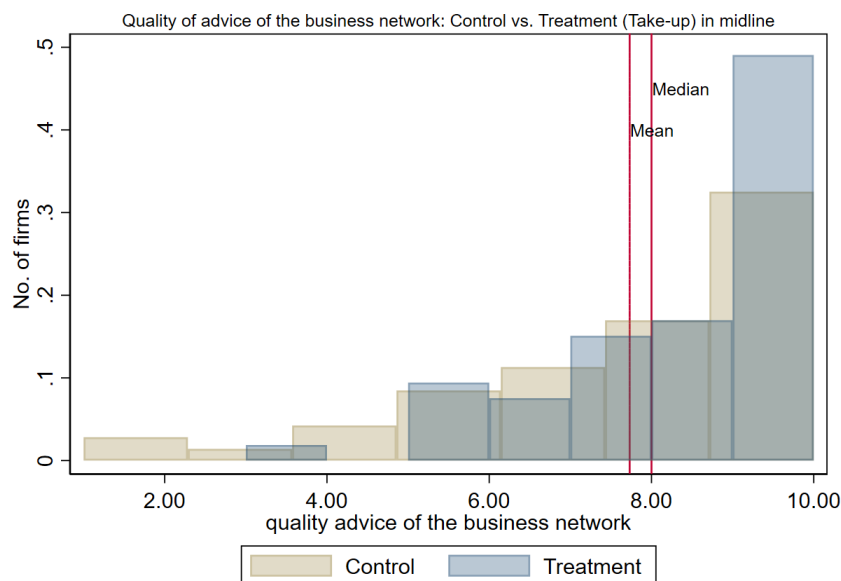 Quality of advice of the business network: Control vs. Treatment (Take-up) in midline
.5
Median
.4
Mean
.3
No. of firms
.2
.1
0
2.00 4.00 6.00 8.00 10.00
quality advice of the business network
Control Treatment